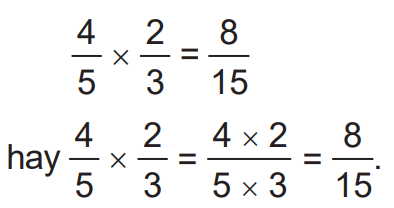 4/5 × 2/3 = 8/15
hay 4/5 × 2/3 = 4 × 2/5 × 3 = 8/15.